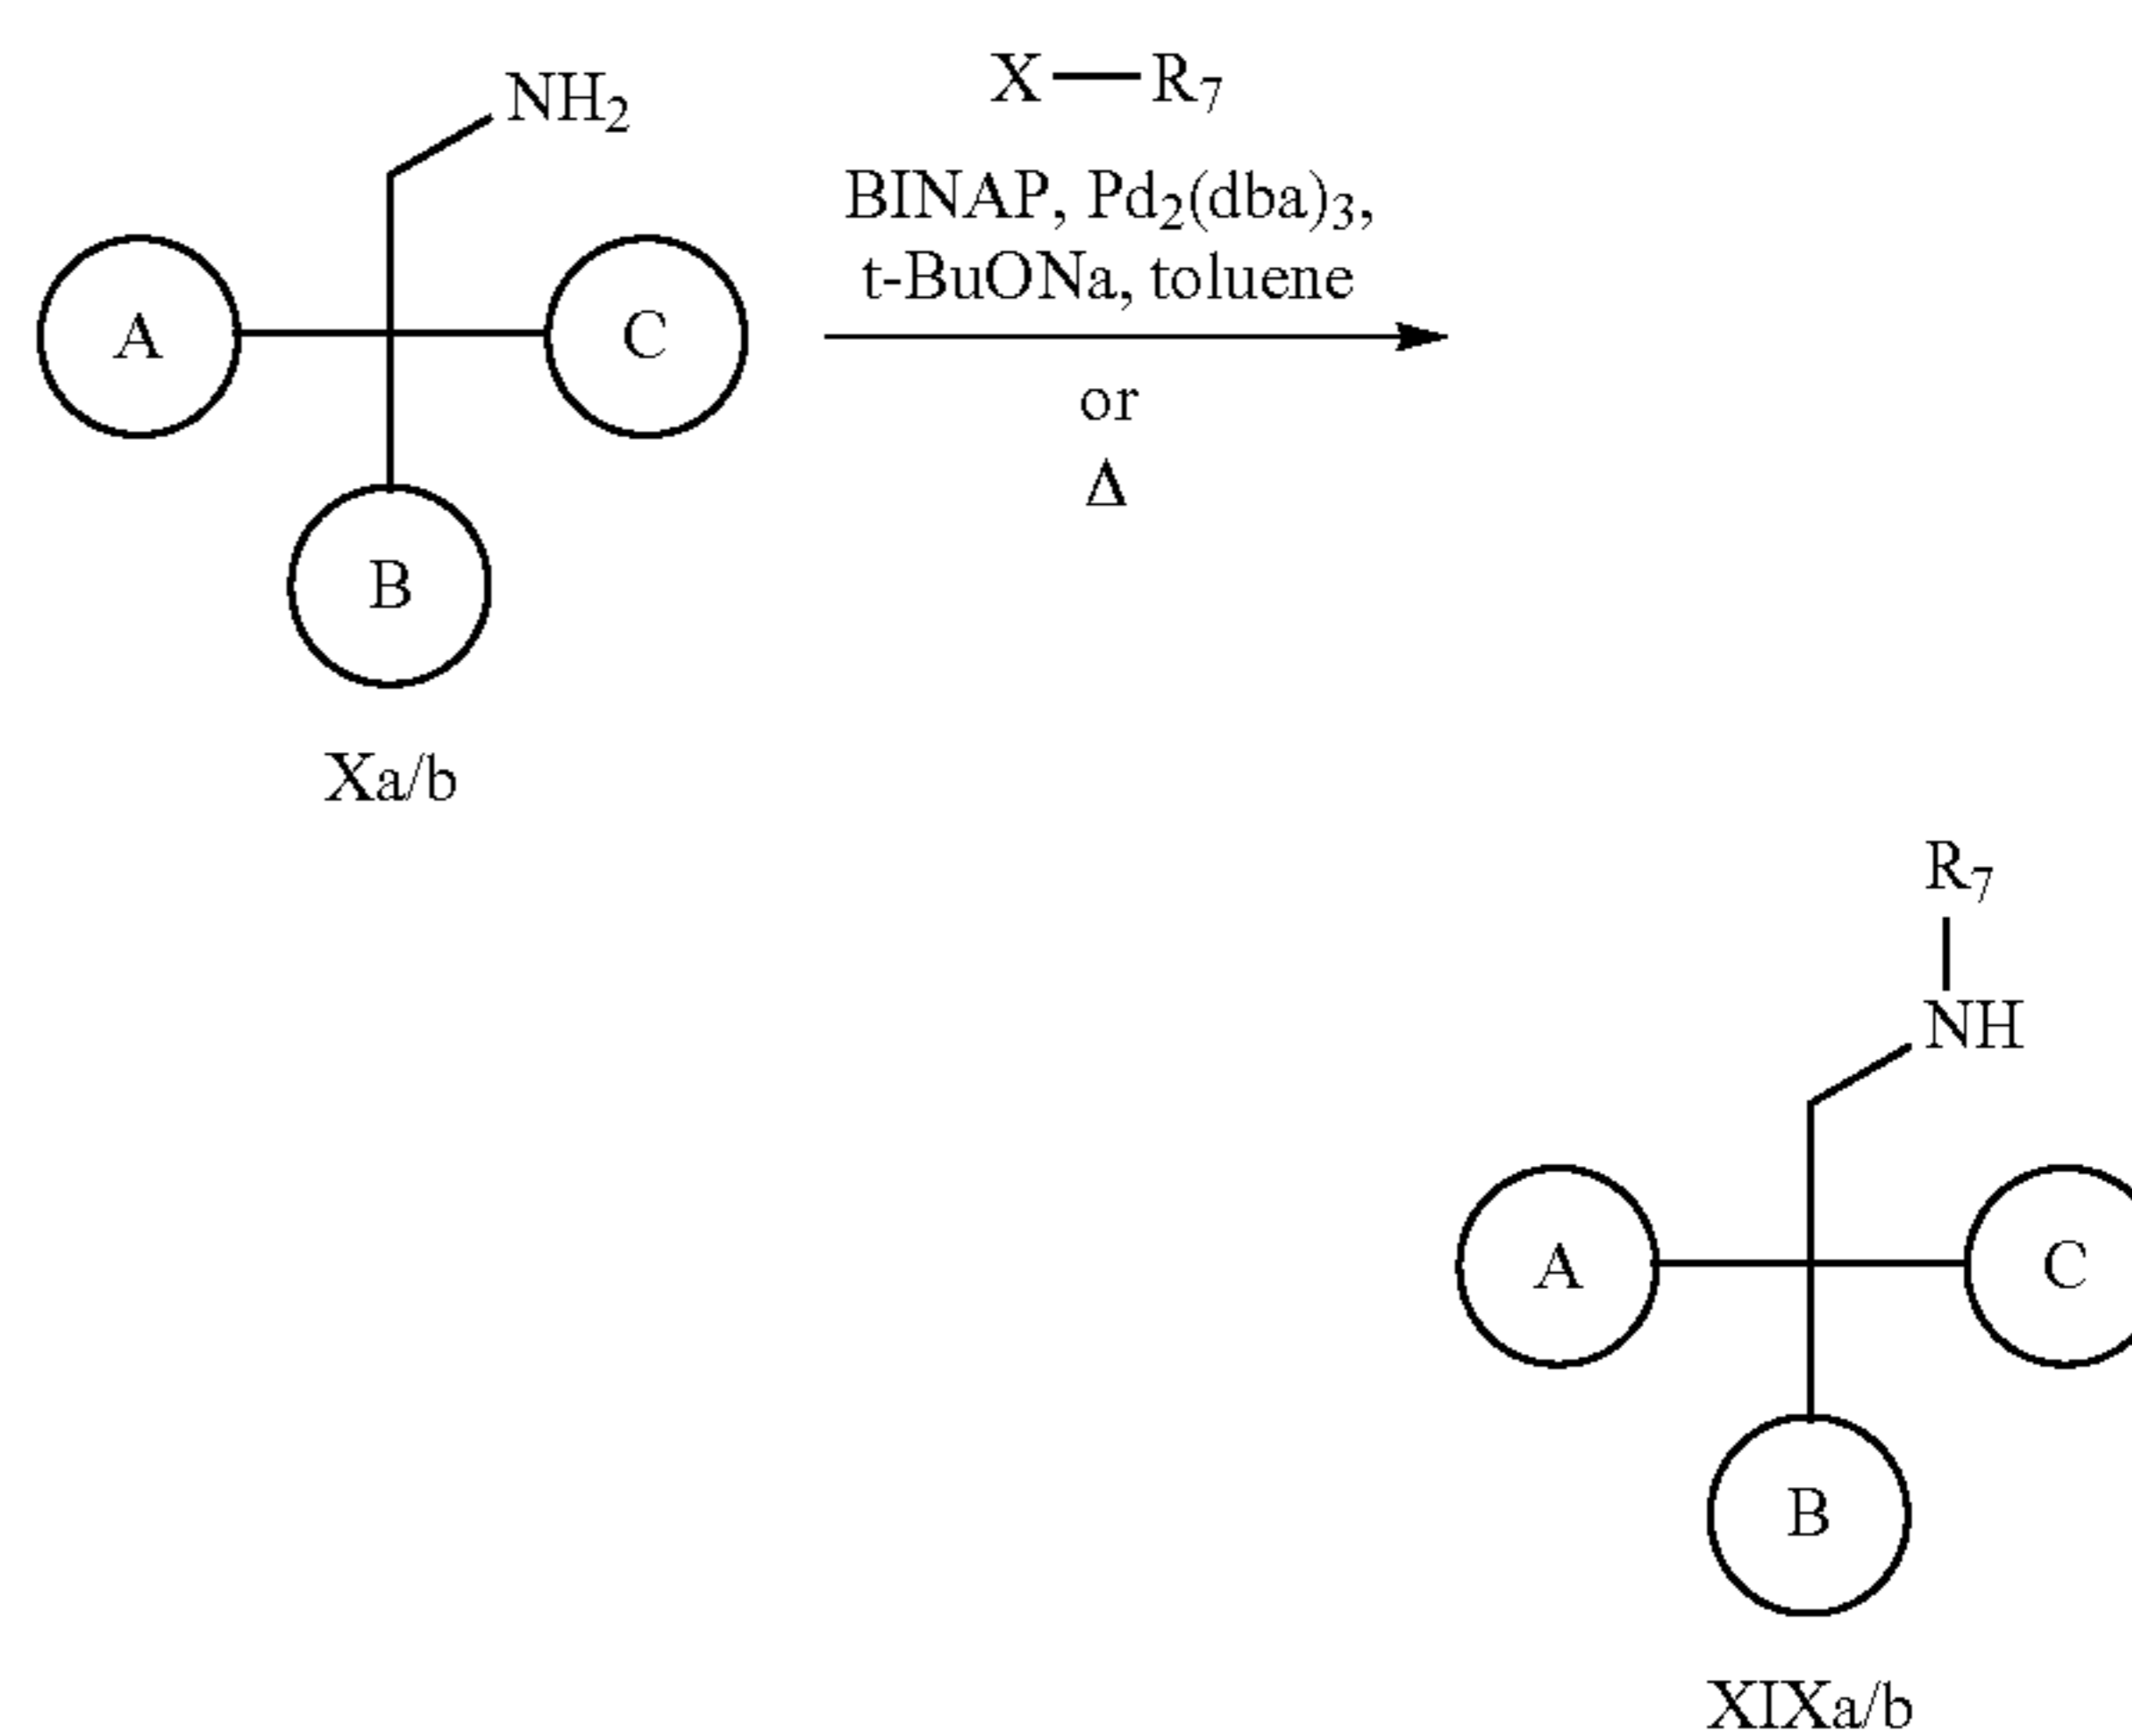 X—R₇
NH₂
BINAP, Pd₂(dba)₃,
t-BuONa, toluene
A
C
or
Δ
B
Xa/b
R₇
NH
A
C
B
XIXa/b